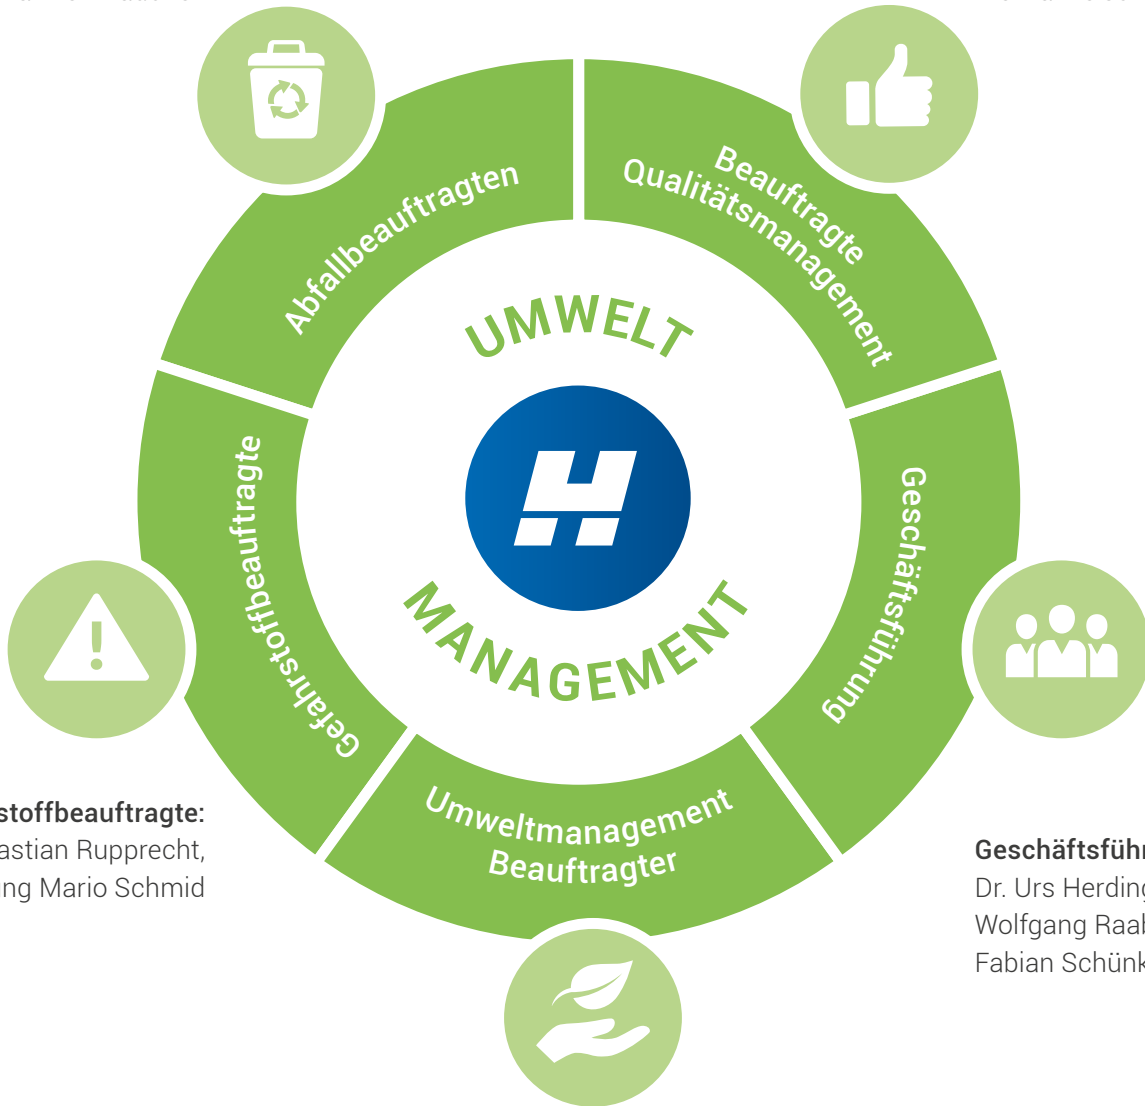 Abfallbeauftragten
Beauftragte
Qualitätsmanagement
UMWELT
MANAGEMENT
Gefahrstoffbeauftragte
Geschäftsführung
Umweltmanagement
Beauftragter
stoffbeauftragte:
astian Rupprecht,
ng Mario Schmid
Geschäftsführ
Dr. Urs Herding
Wolfgang Raab
Fabian Schünk